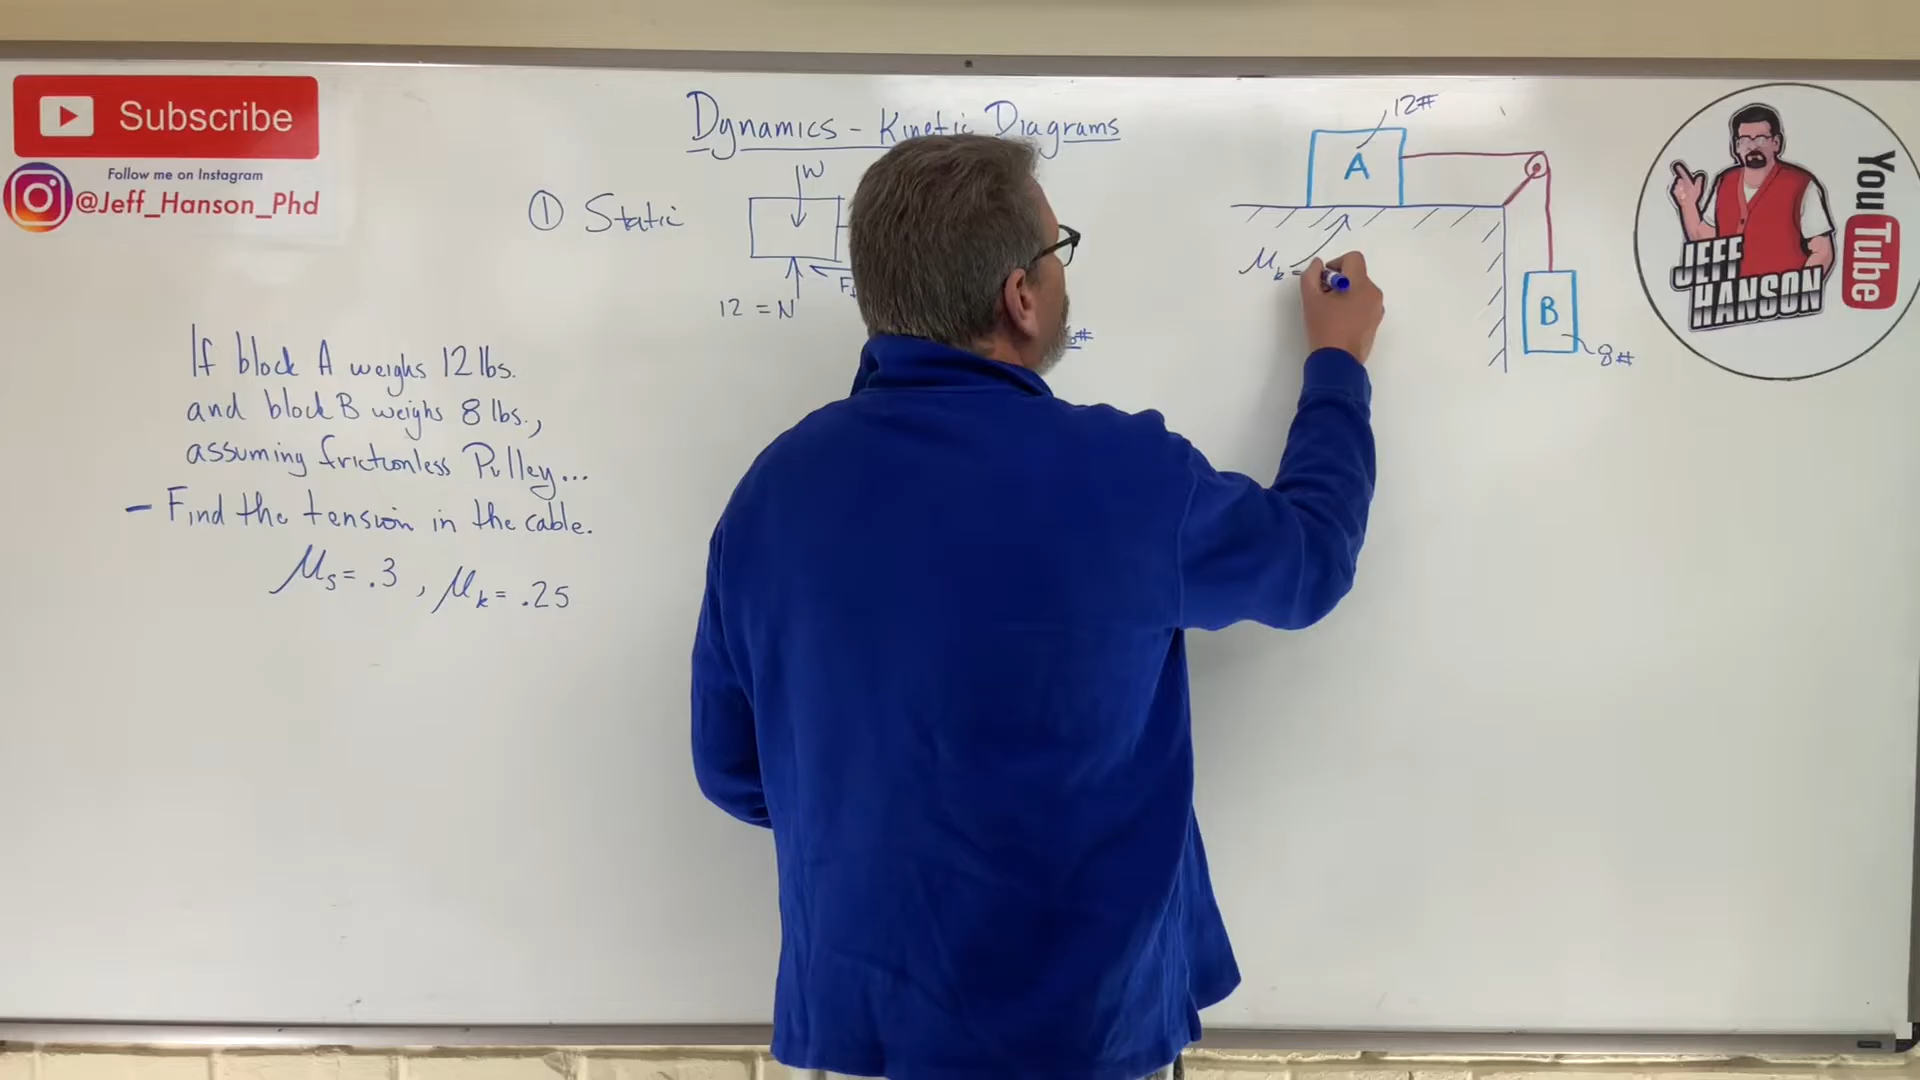 Subscribe
Follow me on Instagram
@Jeff_Hanson_Phd
Dynamics - Kinetic Diagrams
① Static
W
12 = N
If block A weighs 12 lbs.
and block B weighs 8 lbs.,
assuming frictionless Pulley...
- Find the tension in the cable.
μs = .3, μk = .25
12#
A
μk =
B
8#
JEFF
HANSON
YouTube